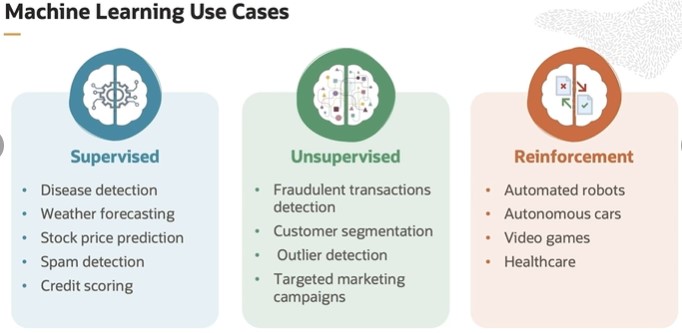 Machine Learning Use Cases
Supervised
• Disease detection
• Weather forecasting
• Stock price prediction
• Spam detection
• Credit scoring
Unsupervised
• Fraudulent transactions
detection
• Customer segmentation
• Outlier detection
• Targeted marketing
campaigns
Reinforcement
• Automated robots
• Autonomous cars
• Video games
• Healthcare